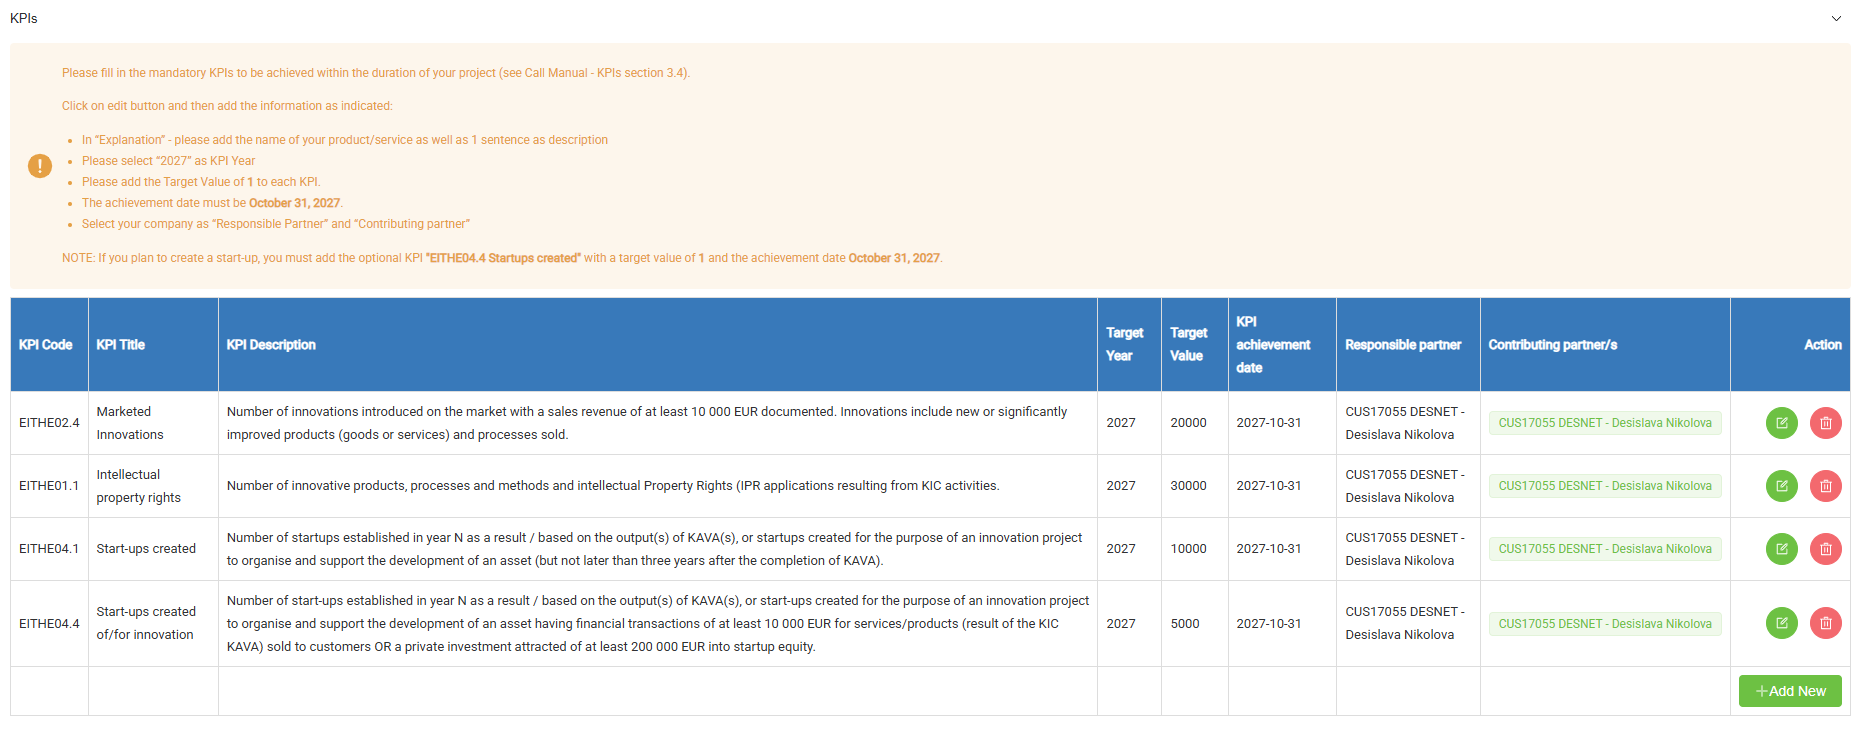 KPIs
Please fill in the mandatory KPIs to be achieved within the duration of your project (see Call Manual - KPIs section 3.4).
Click on edit button and then add the information as indicated:
In “Explanation” - please add the name of your product/service as well as 1 sentence as description
Please select “2027” as KPI Year
Please add the Target Value of 1 to each KPI.
The achievement date must be October 31, 2027.
Select your company as “Responsible Partner” and “Contributing partner”
NOTE: If you plan to create a start-up, you must add the optional KPI "EITHE04.4 Startups created" with a target value of 1 and the achievement date October 31, 2027.
KPI Code
KPI Title
KPI Description
Target
Year
Target
Value
KPI
achievement
date
Responsible partner
Contributing partner/s
Action
EITHE02.4
Marketed
Innovations
Number of innovations introduced on the market with a sales revenue of at least 10 000 EUR documented. Innovations include new or significantly
improved products (goods or services) and processes sold.
2027
20000
2027-10-31
CUS17055 DESNET -
Desislava Nikolova
CUS17055 DESNET - Desislava Nikolova
EITHE01.1
Intellectual
property rights
Number of innovative products, processes and methods and intellectual Property Rights (IPR applications resulting from KIC activities.
2027
30000
2027-10-31
CUS17055 DESNET -
Desislava Nikolova
CUS17055 DESNET - Desislava Nikolova
EITHE04.1
Start-ups created
Number of startups established in year N as a result / based on the output(s) of KAVA(s), or startups created for the purpose of an innovation project
to organise and support the development of an asset (but not later than three years after the completion of KAVA).
2027
10000
2027-10-31
CUS17055 DESNET -
Desislava Nikolova
CUS17055 DESNET - Desislava Nikolova
EITHE04.4
Start-ups created
of/for innovation
Number of start-ups established in year N as a result / based on the output(s) of KAVA(s), or start-ups created for the purpose of an innovation project
to organise and support the development of an asset having financial transactions of at least 10 000 EUR for services/products (result of the KIC
KAVA) sold to customers OR a private investment attracted of at least 200 000 EUR into startup equity.
2027
5000
2027-10-31
CUS17055 DESNET -
Desislava Nikolova
CUS17055 DESNET - Desislava Nikolova
+Add New